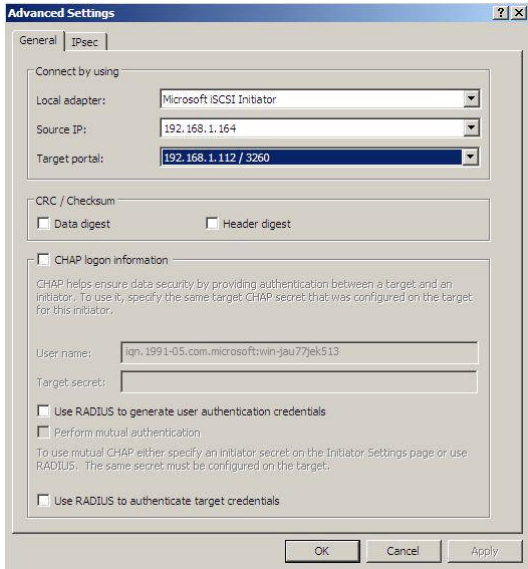 Advanced Settings
General IPsec
Connect by using
Local adapter: Microsoft iSCSI Initiator
Source IP: 192.168.1.164
Target portal: 192.168.1.112 / 3260
CRC / Checksum
Data digest Header digest
CHAP logon information
CHAP helps ensure data security by providing authentication between a target and an
initiator. To use it, specify the same target CHAP secret that was configured on the target
for this initiator.
User name: iqn.1991-05.com.microsoft:win-jau77jek513
Target secret:
Use RADIUS to generate user authentication credentials
Perform mutual authentication
To use mutual CHAP either specify an initiator secret on the Initiator Settings page or use
RADIUS. The same secret must be configured on the target.
Use RADIUS to authenticate target credentials
OK Cancel Apply